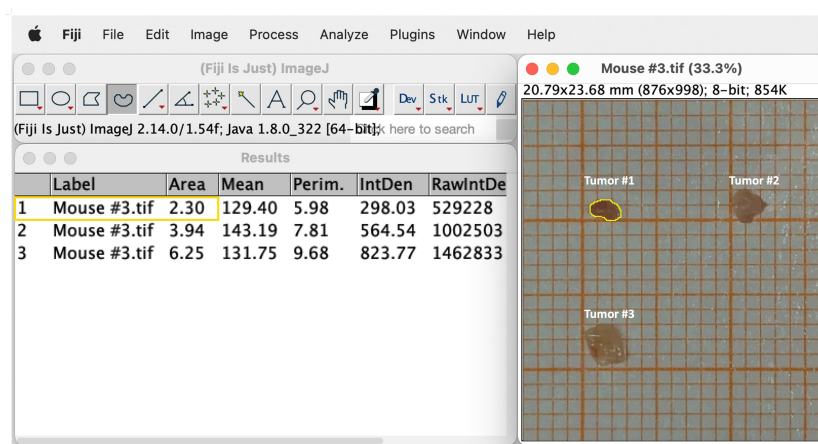 Fiji File Edit Image Process Analyze Plugins Window Help
(Fiji Is Just) ImageJ
Dev Stk LUT
(Fiji Is Just) ImageJ 2.14.0/1.54f; Java 1.8.0_322 [64-bit]; Click here to search
Results
Label Area Mean Perim. IntDen RawIntDe
1 Mouse #3.tif 2.30 129.40 5.98 298.03 529228
2 Mouse #3.tif 3.94 143.19 7.81 564.54 1002503
3 Mouse #3.tif 6.25 131.75 9.68 823.77 1462833
Mouse #3.tif (33.3%)
20.79x23.68 mm (876x998); 8-bit; 854K
Tumor #1 Tumor #2
Tumor #3